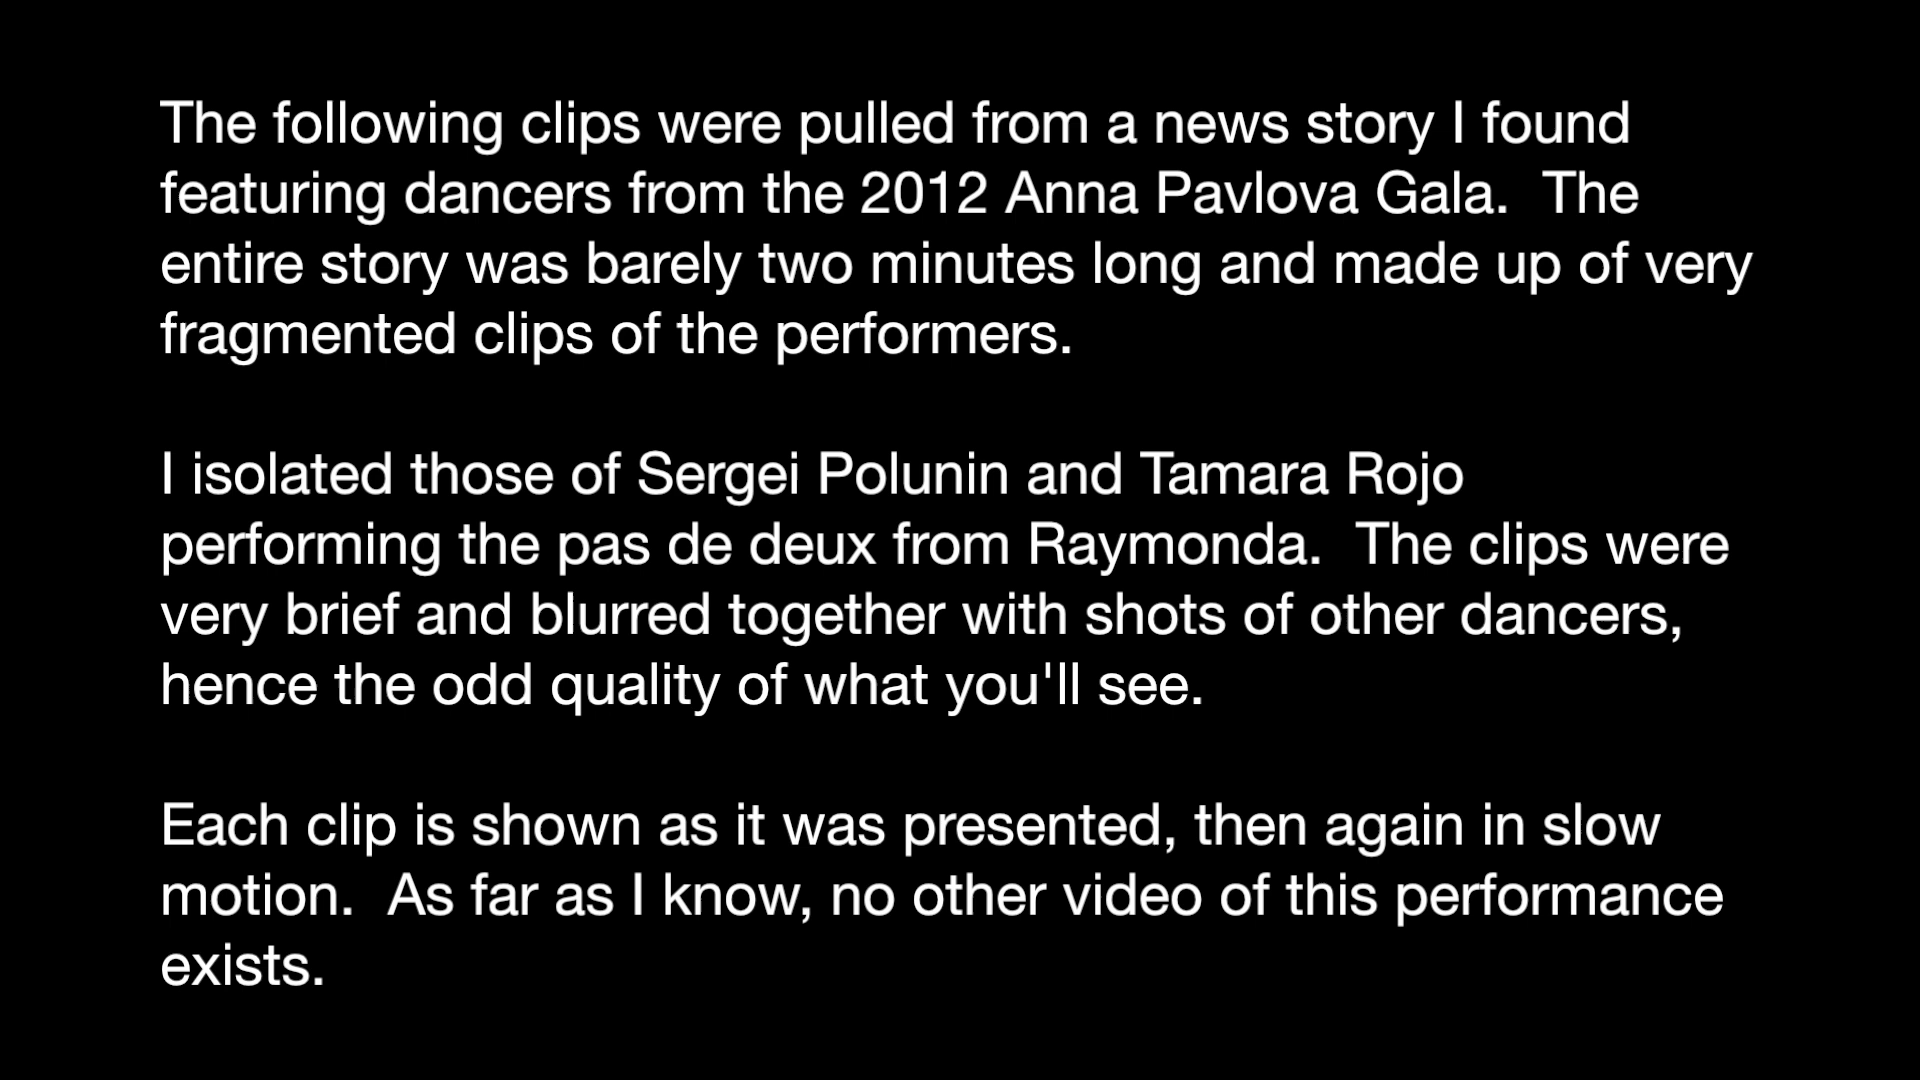 The following clips were pulled from a news story I found
featuring dancers from the 2012 Anna Pavlova Gala.  The
entire story was barely two minutes long and made up of very
fragmented clips of the performers.
I isolated those of Sergei Polunin and Tamara Rojo
performing the pas de deux from Raymonda.  The clips were
very brief and blurred together with shots of other dancers,
hence the odd quality of what you'll see.
Each clip is shown as it was presented, then again in slow
motion.  As far as I know, no other video of this performance
exists.